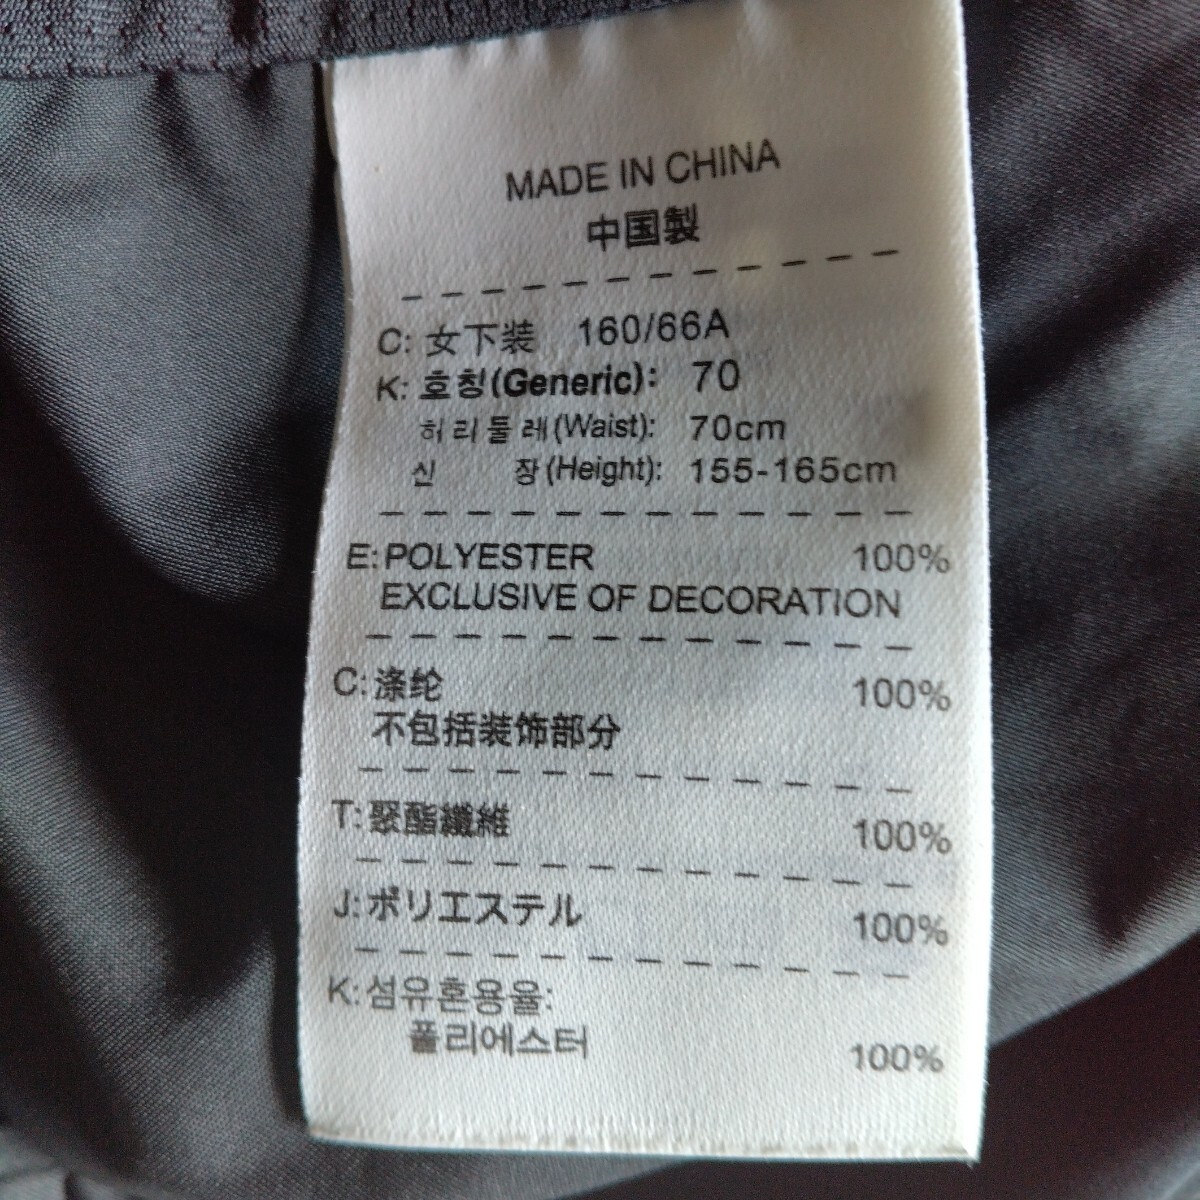 MADE IN CHINA
中国製
C: 女下装 160/66A
K: 호칭(Generic): 70
허리둘레(Waist): 70cm
신 장(Height): 155-165cm
E: POLYESTER 100%
EXCLUSIVE OF DECORATION
C: 涤纶 100%
不包括装饰部分
T: 聚酯纖維 100%
J: ポリエステル 100%
K: 섬유혼용율:
폴리에스터 100%